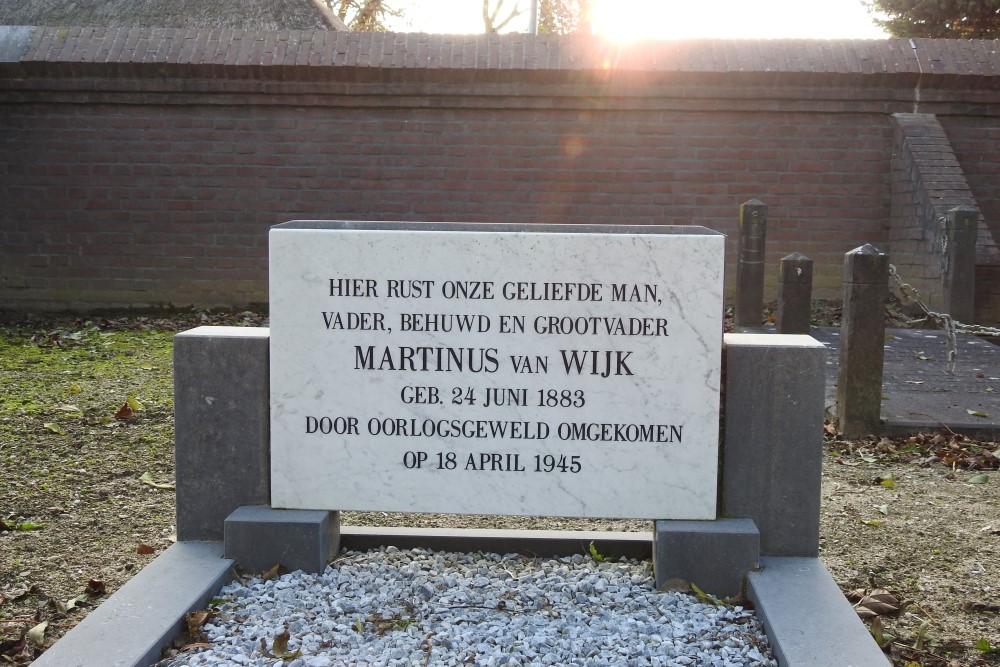 HIER RUST ONZE GELIEFDE MAN,
VADER, BEHUWD EN GROOTVADER
MARTINUS VAN WIJK
GEB. 24 JUNI 1883
DOOR OORLOGSGEWELD OMGEKOMEN
OP 18 APRIL 1945